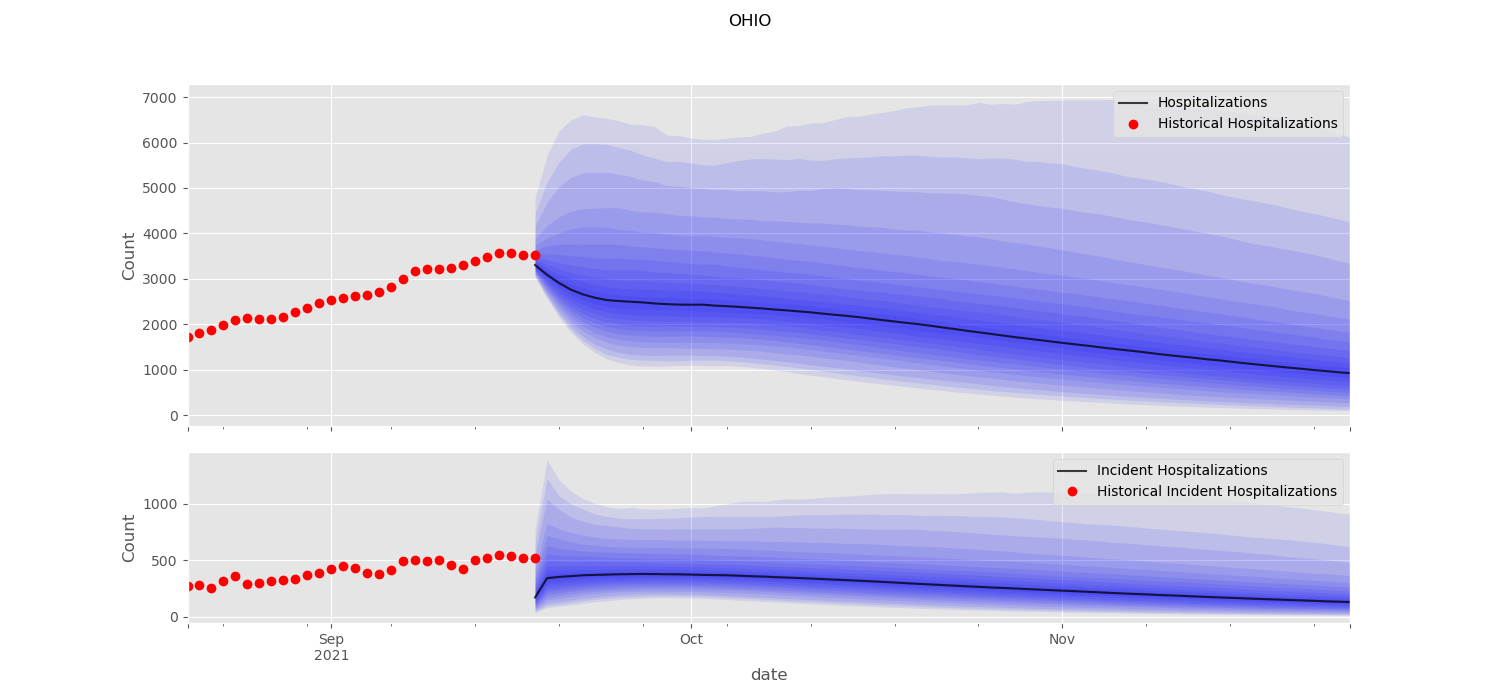 OHIO
Hospitalizations
Historical Hospitalizations
Count
7000
6000
5000
4000
3000
2000
1000
0
Incident Hospitalizations
Historical Incident Hospitalizations
Count
1000
500
0
Sep
2021
Oct
Nov
date